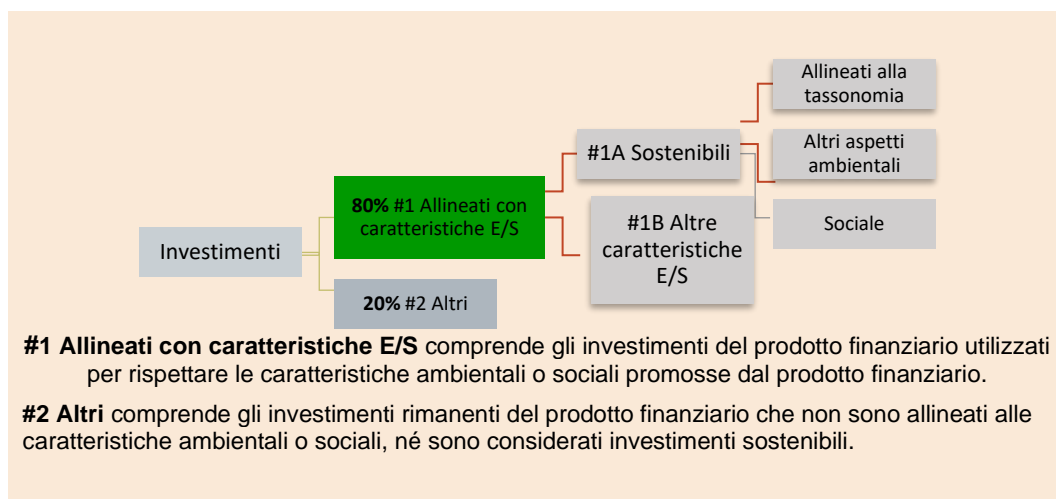 Allineati alla
tassonomia
#1A Sostenibili
Altri aspetti
ambientali
80% #1 Allineati con
caratteristiche E/S
#1B Altre
caratteristiche
E/S
Sociale
Investimenti
20% #2 Altri
#1 Allineati con caratteristiche E/S comprende gli investimenti del prodotto finanziario utilizzati
per rispettare le caratteristiche ambientali o sociali promosse dal prodotto finanziario.
#2 Altri comprende gli investimenti rimanenti del prodotto finanziario che non sono allineati alle
caratteristiche ambientali o sociali, né sono considerati investimenti sostenibili.